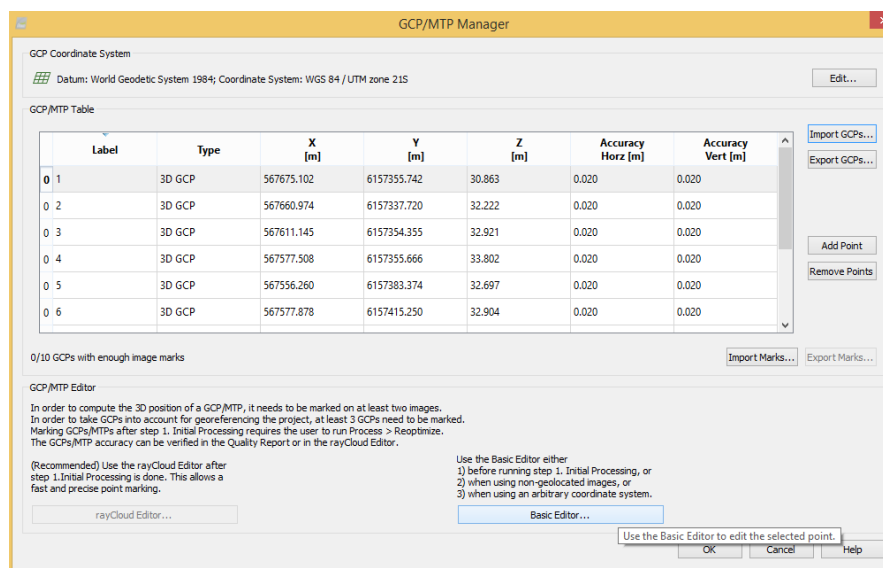 GCP/MTP Manager
x
GCP Coordinate System
Datum: World Geodetic System 1984; Coordinate System: WGS 84 / UTM zone 21S
Edit...
GCP/MTP Table
Label Type X [m] Y [m] Z [m] Accuracy Horz [m] Accuracy Vert [m]
0 1 3D GCP 567675.102 6157355.742 30.863 0.020 0.020
0 2 3D GCP 567660.974 6157337.720 32.222 0.020 0.020
0 3 3D GCP 567611.145 6157354.355 32.921 0.020 0.020
0 4 3D GCP 567577.508 6157355.666 33.802 0.020 0.020
0 5 3D GCP 567556.260 6157383.374 32.697 0.020 0.020
0 6 3D GCP 567577.878 6157415.250 32.904 0.020 0.020
Import GCPs...
Export GCPs...
Add Point
Remove Points
0/10 GCPs with enough image marks
Import Marks... Export Marks...
GCP/MTP Editor
In order to compute the 3D position of a GCP/MTP, it needs to be marked on at least two images.
In order to take GCPs into account for georeferencing the project, at least 3 GCPs need to be marked.
Marking GCPs/MTPs after step 1. Initial Processing requires the user to run Process > Reoptimize.
The GCPs/MTP accuracy can be verified in the Quality Report or in the rayCloud Editor.
(Recommended) Use the rayCloud Editor after
step 1.Initial Processing is done. This allows a
fast and precise point marking.
rayCloud Editor...
Use the Basic Editor either
1) before running step 1. Initial Processing, or
2) when using non-geolocated images, or
3) when using an arbitrary coordinate system.
Basic Editor...
Use the Basic Editor to edit the selected point.
OK Cancel Help